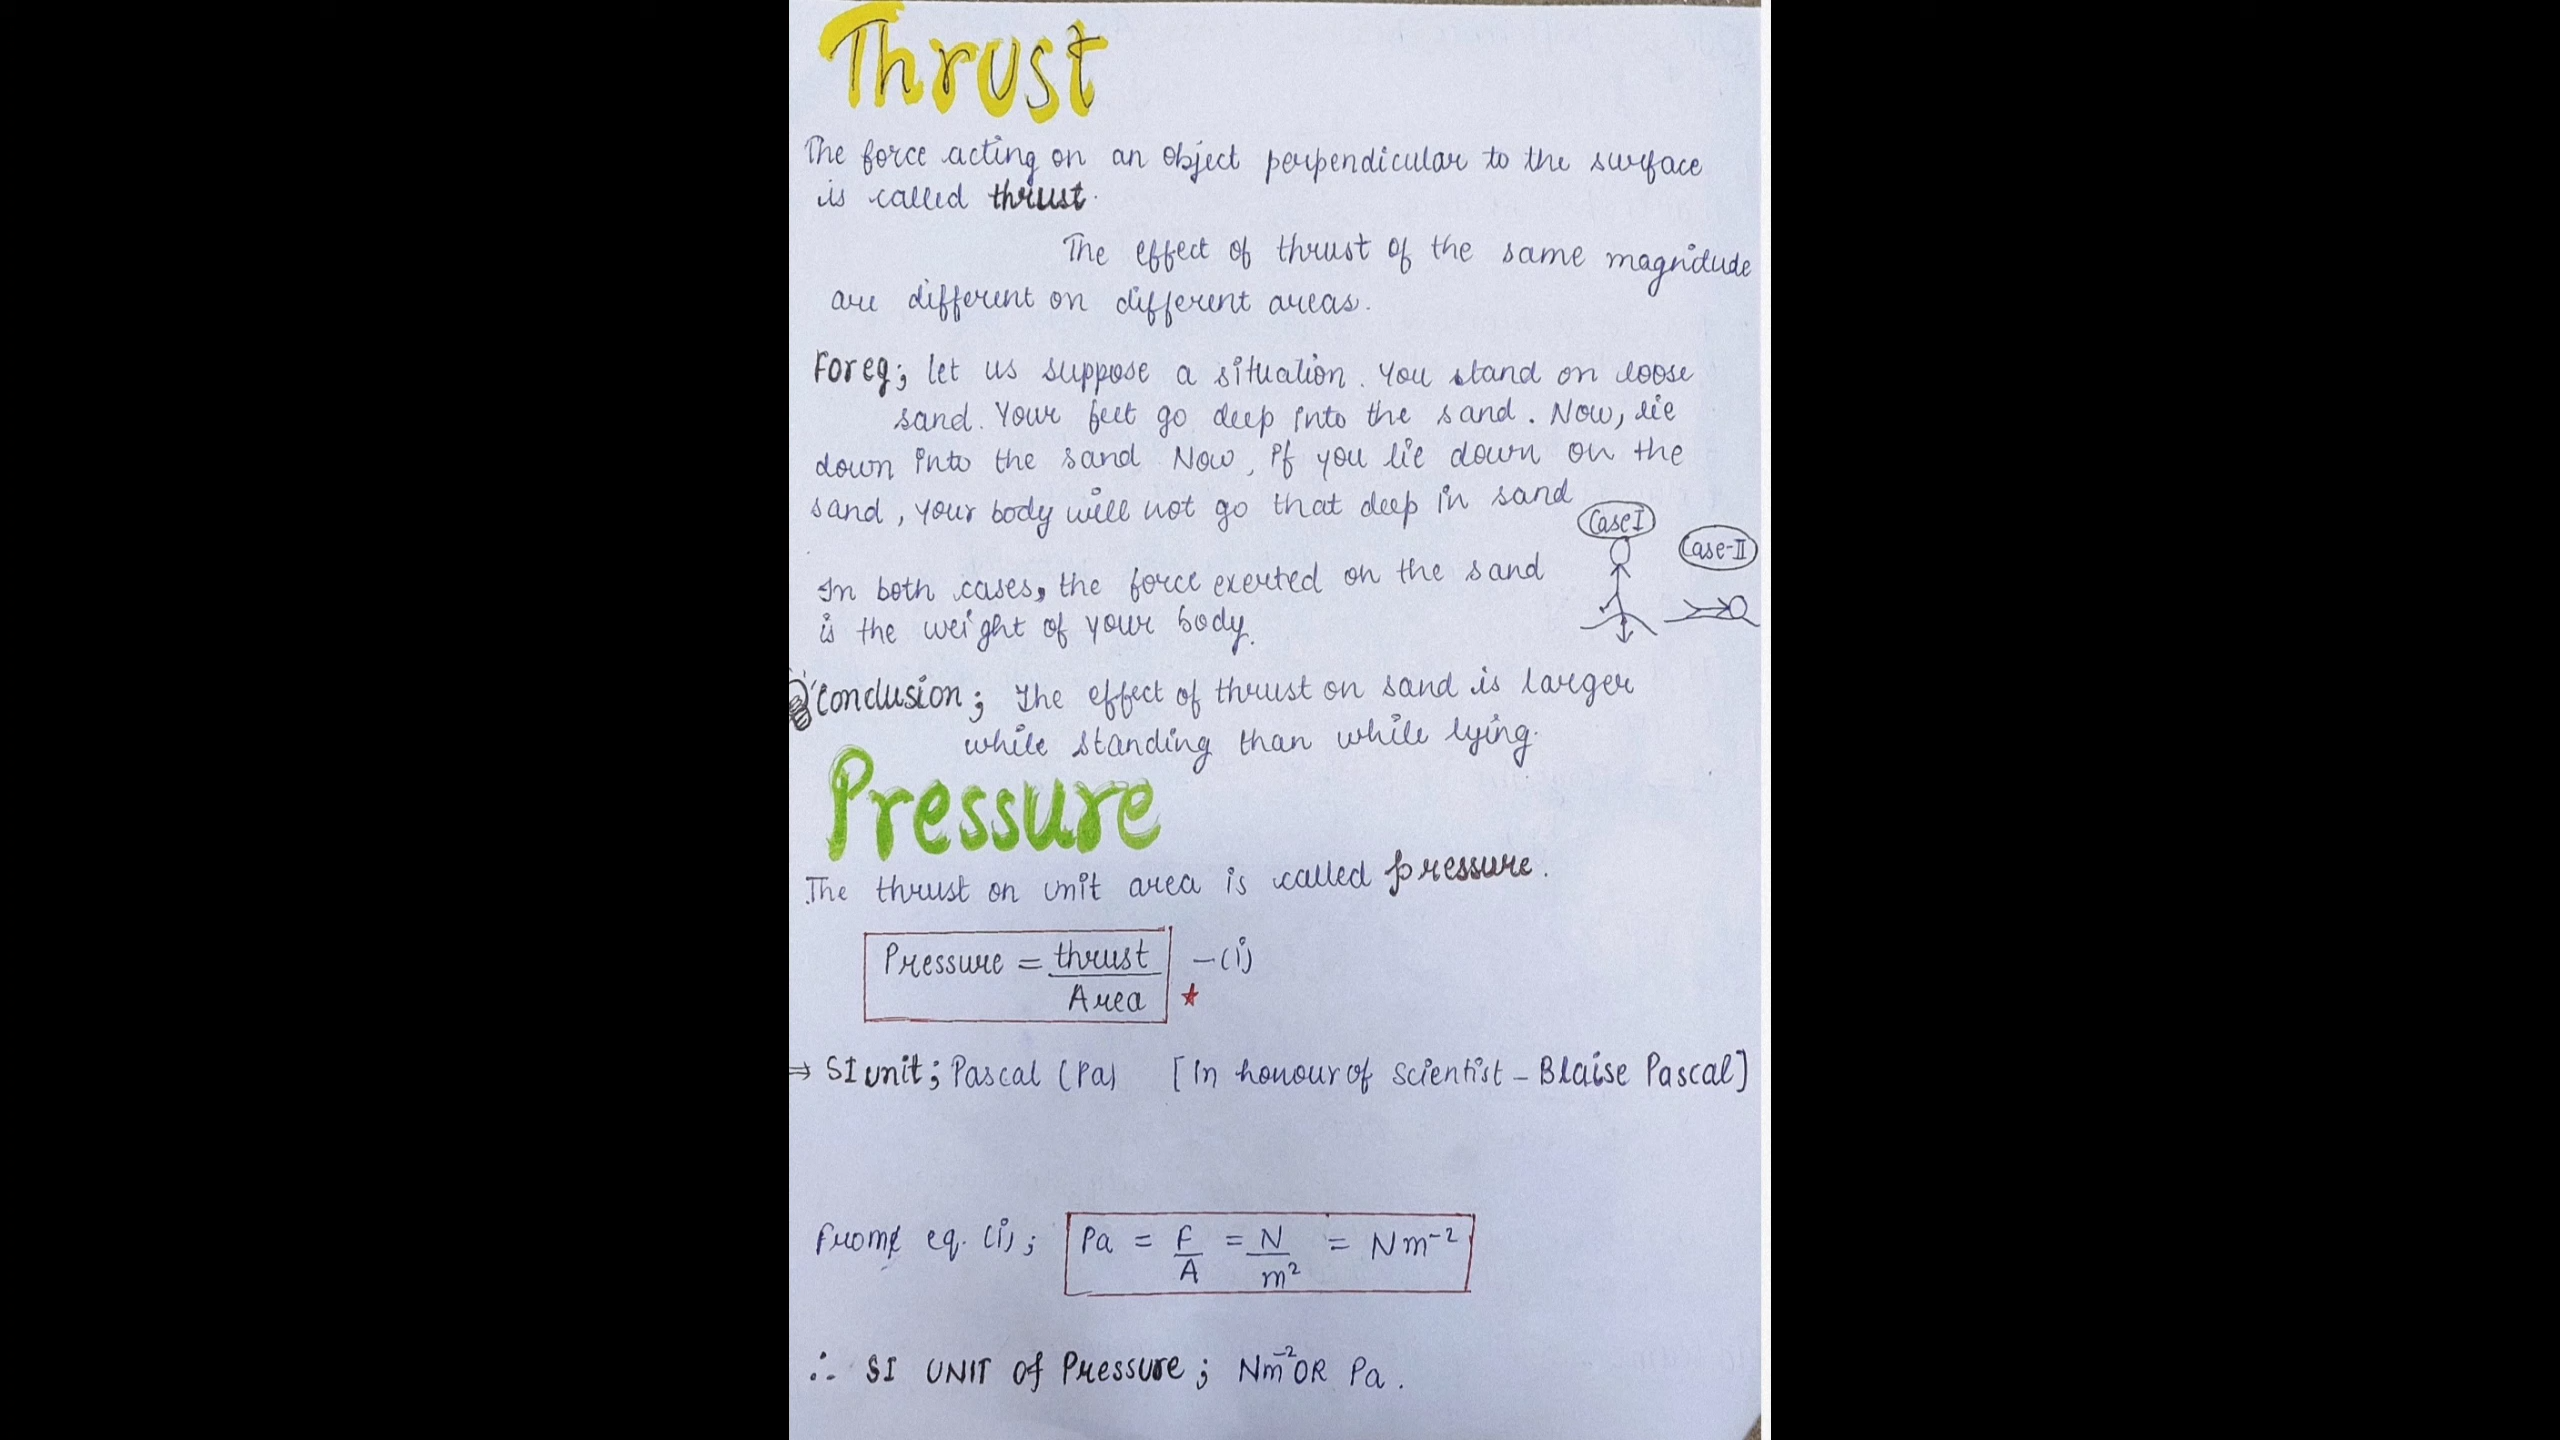 Thrust
The force acting on an object perpendicular to the surface
is called thrust.
The effect of thrust of the same magnitude
are different on different areas.
For eg; let us suppose a situation. You stand on loose
sand. Your feet go deep into the sand. Now, lie
down into the sand Now, if you lie down on the
sand, your body will not go that deep in sand
Case I
Case-II
In both cases, the force exerted on the sand
is the weight of your body.
Conclusion; The effect of thrust on sand is larger
while standing than while lying.
Pressure
The thrust on unit area is called pressure.
Pressure = thrust/Area -(i)
⇒ SI unit; Pascal (Pa) [In honour of scientist - Blaise Pascal]
From eq. (i); Pa = F/A = N/m² = Nm⁻²
∴ SI UNIT of Pressure; Nm⁻² OR Pa.